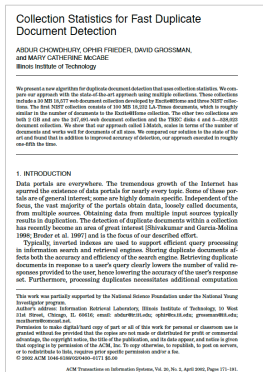 Collection Statistics for Fast Duplicate
Document Detection
ABDUR CHOWDHURY, OPHIR FRIEDER, DAVID GROSSMAN,
and MARY CATHERINE McCABE
Illinois Institute of Technology
We present a new algorithm for duplicate document detection that uses collection statistics. We com-
pare our approach with the state-of-the-art approach using multiple collections. These collections
include a 30 MB 18,577 web document collection developed by Excite@Home and three NIST collec-
tions. The first NIST collection consists of 100 MB 18,232 LA-Times documents, which is roughly
similar in the number of documents to the Excite@Home collection. The other two collections are
both 2 GB and are the 247,491-web document collection and the TREC disks 4 and 5—528,023
document collection. We show that our approach called I-Match, scales in terms of the number of
documents and works well for documents of all sizes. We compared our solution to the state of the
art and found that in addition to improved accuracy of detection, our approach executed in roughly
one-fifth the time.
1. INTRODUCTION
Data portals are everywhere. The tremendous growth of the Internet has
spurred the existence of data portals for nearly every topic. Some of these por-
tals are of general interest; some are highly domain specific. Independent of the
focus, the vast majority of the portals obtain data, loosely called documents,
from multiple sources. Obtaining data from multiple input sources typically
results in duplication. The detection of duplicate documents within a collection
has recently become an area of great interest [Shivakumar and Garcia-Molina
1998; Broder et al. 1997] and is the focus of our described effort.
Typically, inverted indexes are used to support efficient query processing
in information search and retrieval engines. Storing duplicate documents af-
fects both the accuracy and efficiency of the search engine. Retrieving duplicate
documents in response to a user's query clearly lowers the number of valid re-
sponses provided to the user, hence lowering the accuracy of the user's response
set. Furthermore, processing duplicates necessitates additional computation
This work was partially supported by the National Science Foundation under the National Young
Investigator program.
Authors' address: Information Retrieval Laboratory, Illinois Institute of Technology, 10 West
31st Street, Chicago, IL 60616; email:
Permission to make digital/hard copy of part or all of this work for personal or classroom use is
granted without fee provided that the copies are not made or distributed for profit or commercial
advantage, the copyright notice, the title of the publication, and its date appear, and notice is given
that copying is by permission of the ACM, Inc. To copy otherwise, to republish, to post on servers,
or to redistribute to lists, requires prior specific permission and/or a fee.
© 2002 ACM 1046-8188/02/0400-0171 $5.00
ACM Transactions on Information Systems, Vol. 20, No. 2, April 2002, Pages 171–191.